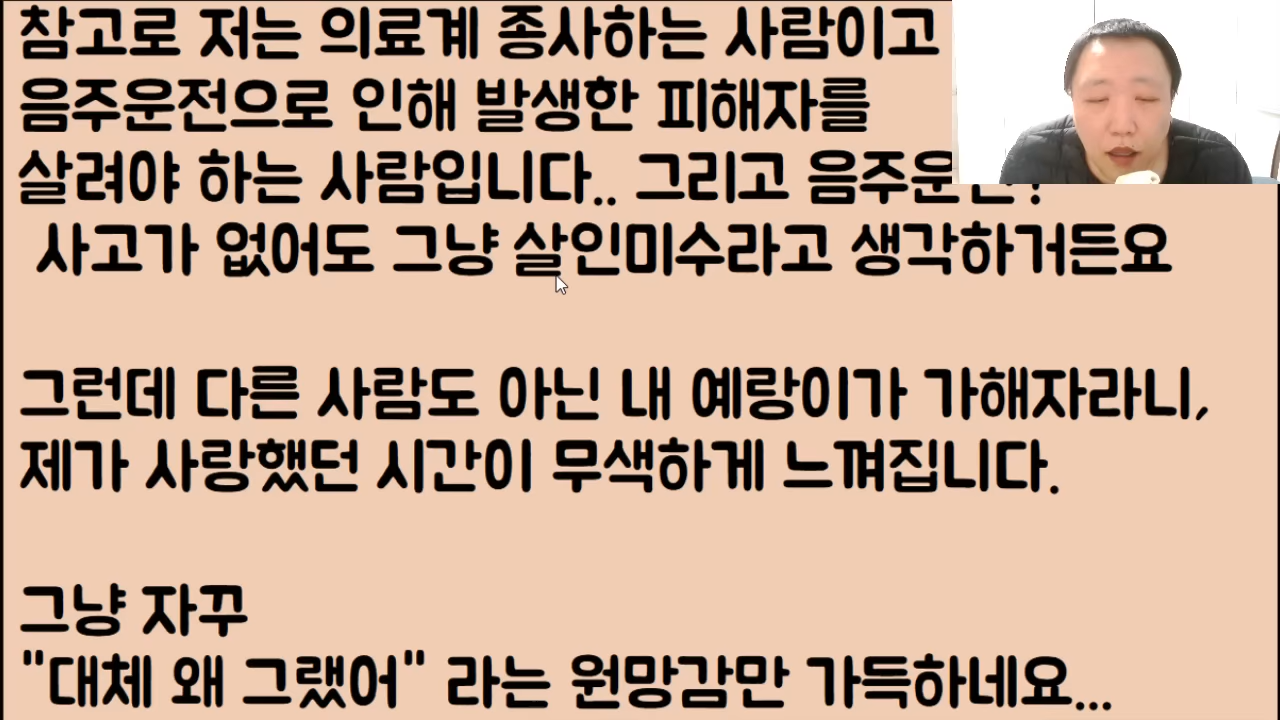 참고로 저는 의료계 종사하는 사람이고
음주운전으로 인해 발생한 피해자를
살려야 하는 사람입니다.. 그리고
사고가 없어도 그냥 살인미수라고 생각하거든요
그런데 다른 사람도 아닌 내 예랑이가 가해자라니,
제가 사랑했던 시간이 무색하게 느껴집니다.
그냥 자꾸
"대체 왜 그랬어" 라는 원망감만 가득하네요...